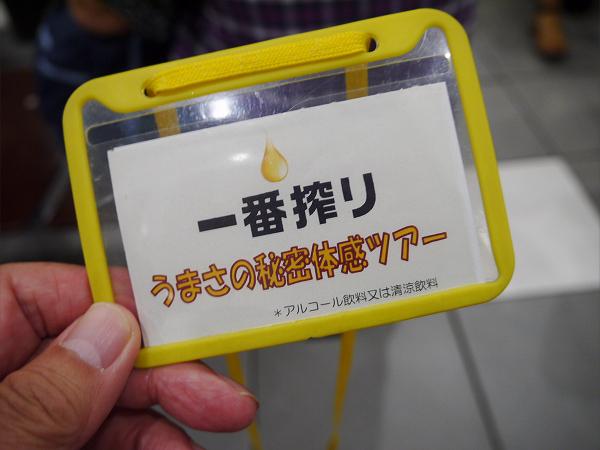 一番搾り
うまさの秘密体感ツアー
*アルコール飲料又は清涼飲料